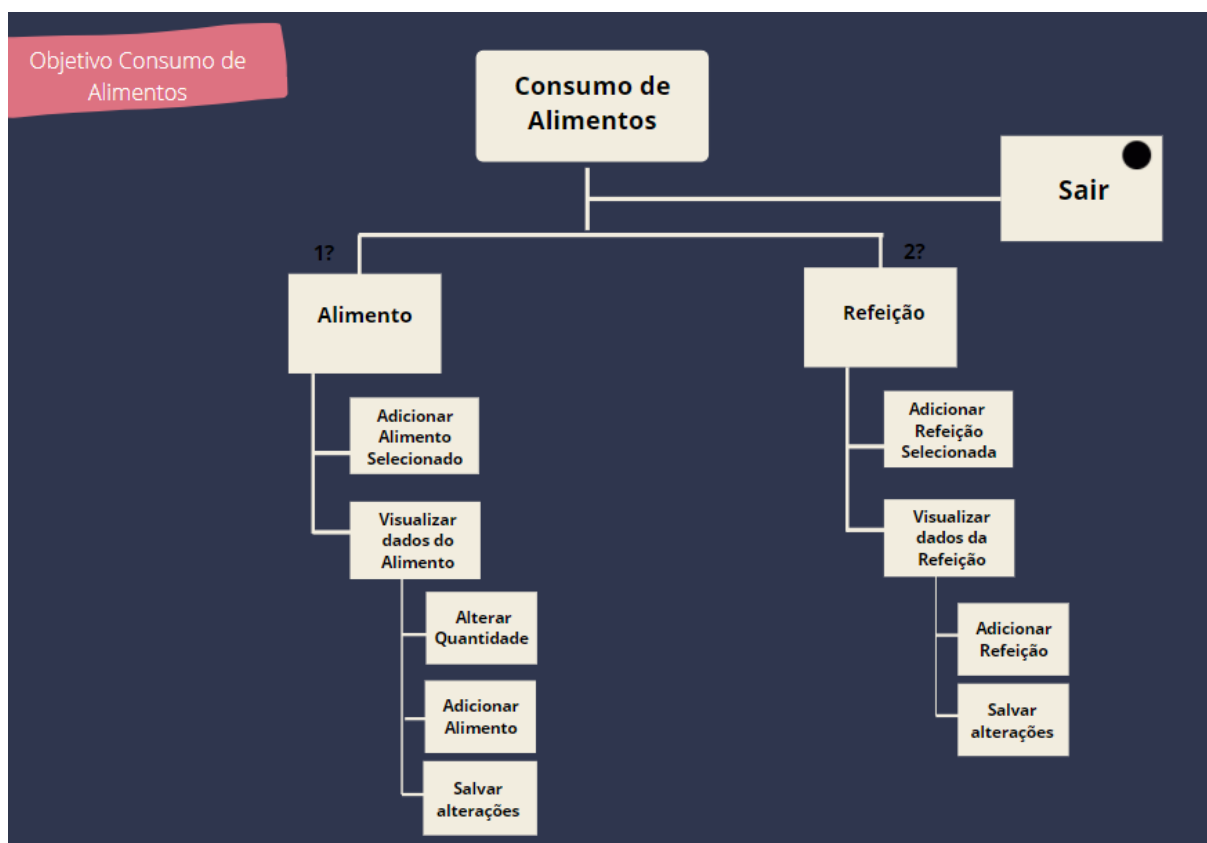 Objetivo Consumo de
Alimentos
Consumo de
Alimentos
Sair
1?
2?
Alimento
Refeição
Adicionar
Alimento
Selecionado
Adicionar
Refeição
Selecionada
Visualizar
dados do
Alimento
Visualizar
dados da
Refeição
Alterar
Quantidade
Adicionar
Refeição
Adicionar
Alimento
Salvar
alterações
Salvar
alterações